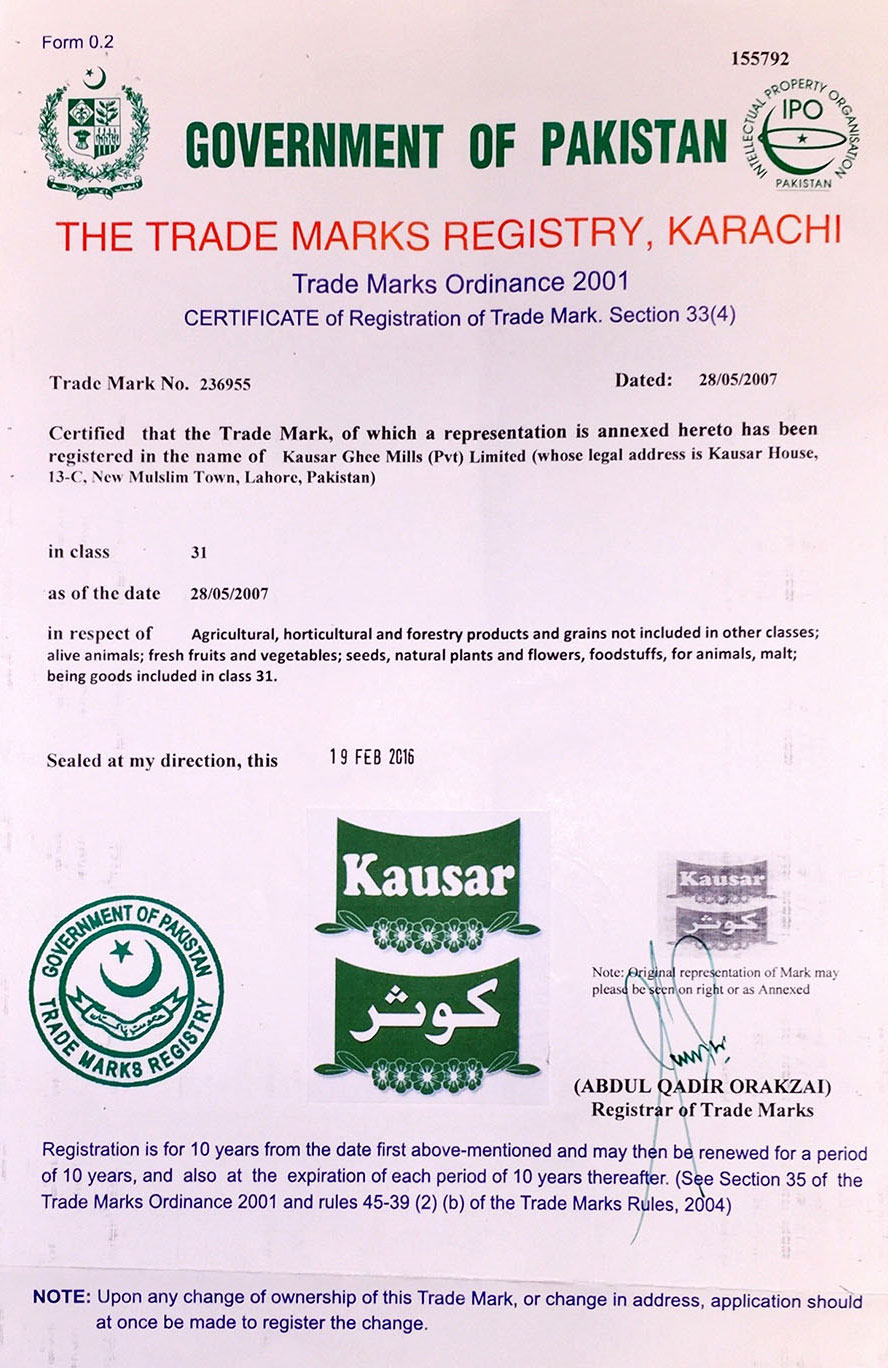 Form 0.2
155792
INTELLECTUAL PROPERTY ORGANISATION
IPO
PAKISTAN
GOVERNMENT OF PAKISTAN
THE TRADE MARKS REGISTRY, KARACHI
Trade Marks Ordinance 2001
CERTIFICATE of Registration of Trade Mark. Section 33(4)
Trade Mark No. 236955 Dated: 28/05/2007
Certified that the Trade Mark, of which a representation is annexed hereto has been
registered in the name of Kausar Ghee Mills (Pvt) Limited (whose legal address is Kausar House,
13-C, New Mulslim Town, Lahore, Pakistan)
in class 31
as of the date 28/05/2007
in respect of Agricultural, horticultural and forestry products and grains not included in other classes;
alive animals; fresh fruits and vegetables; seeds, natural plants and flowers, foodstuffs, for animals, malt;
being goods included in class 31.
Sealed at my direction, this 19 FEB 2016
Kausar
كوثر
Kausar
كوثر
GOVERNMENT OF PAKISTAN
TRADE MARKS REGISTRY
Note: Original representation of Mark may
please be seen on right or as Annexed
(ABDUL QADIR ORAKZAI)
Registrar of Trade Marks
Registration is for 10 years from the date first above-mentioned and may then be renewed for a period
of 10 years, and also at the expiration of each period of 10 years thereafter. (See Section 35 of the
Trade Marks Ordinance 2001 and rules 45-39 (2) (b) of the Trade Marks Rules, 2004)
NOTE: Upon any change of ownership of this Trade Mark, or change in address, application should
at once be made to register the change.